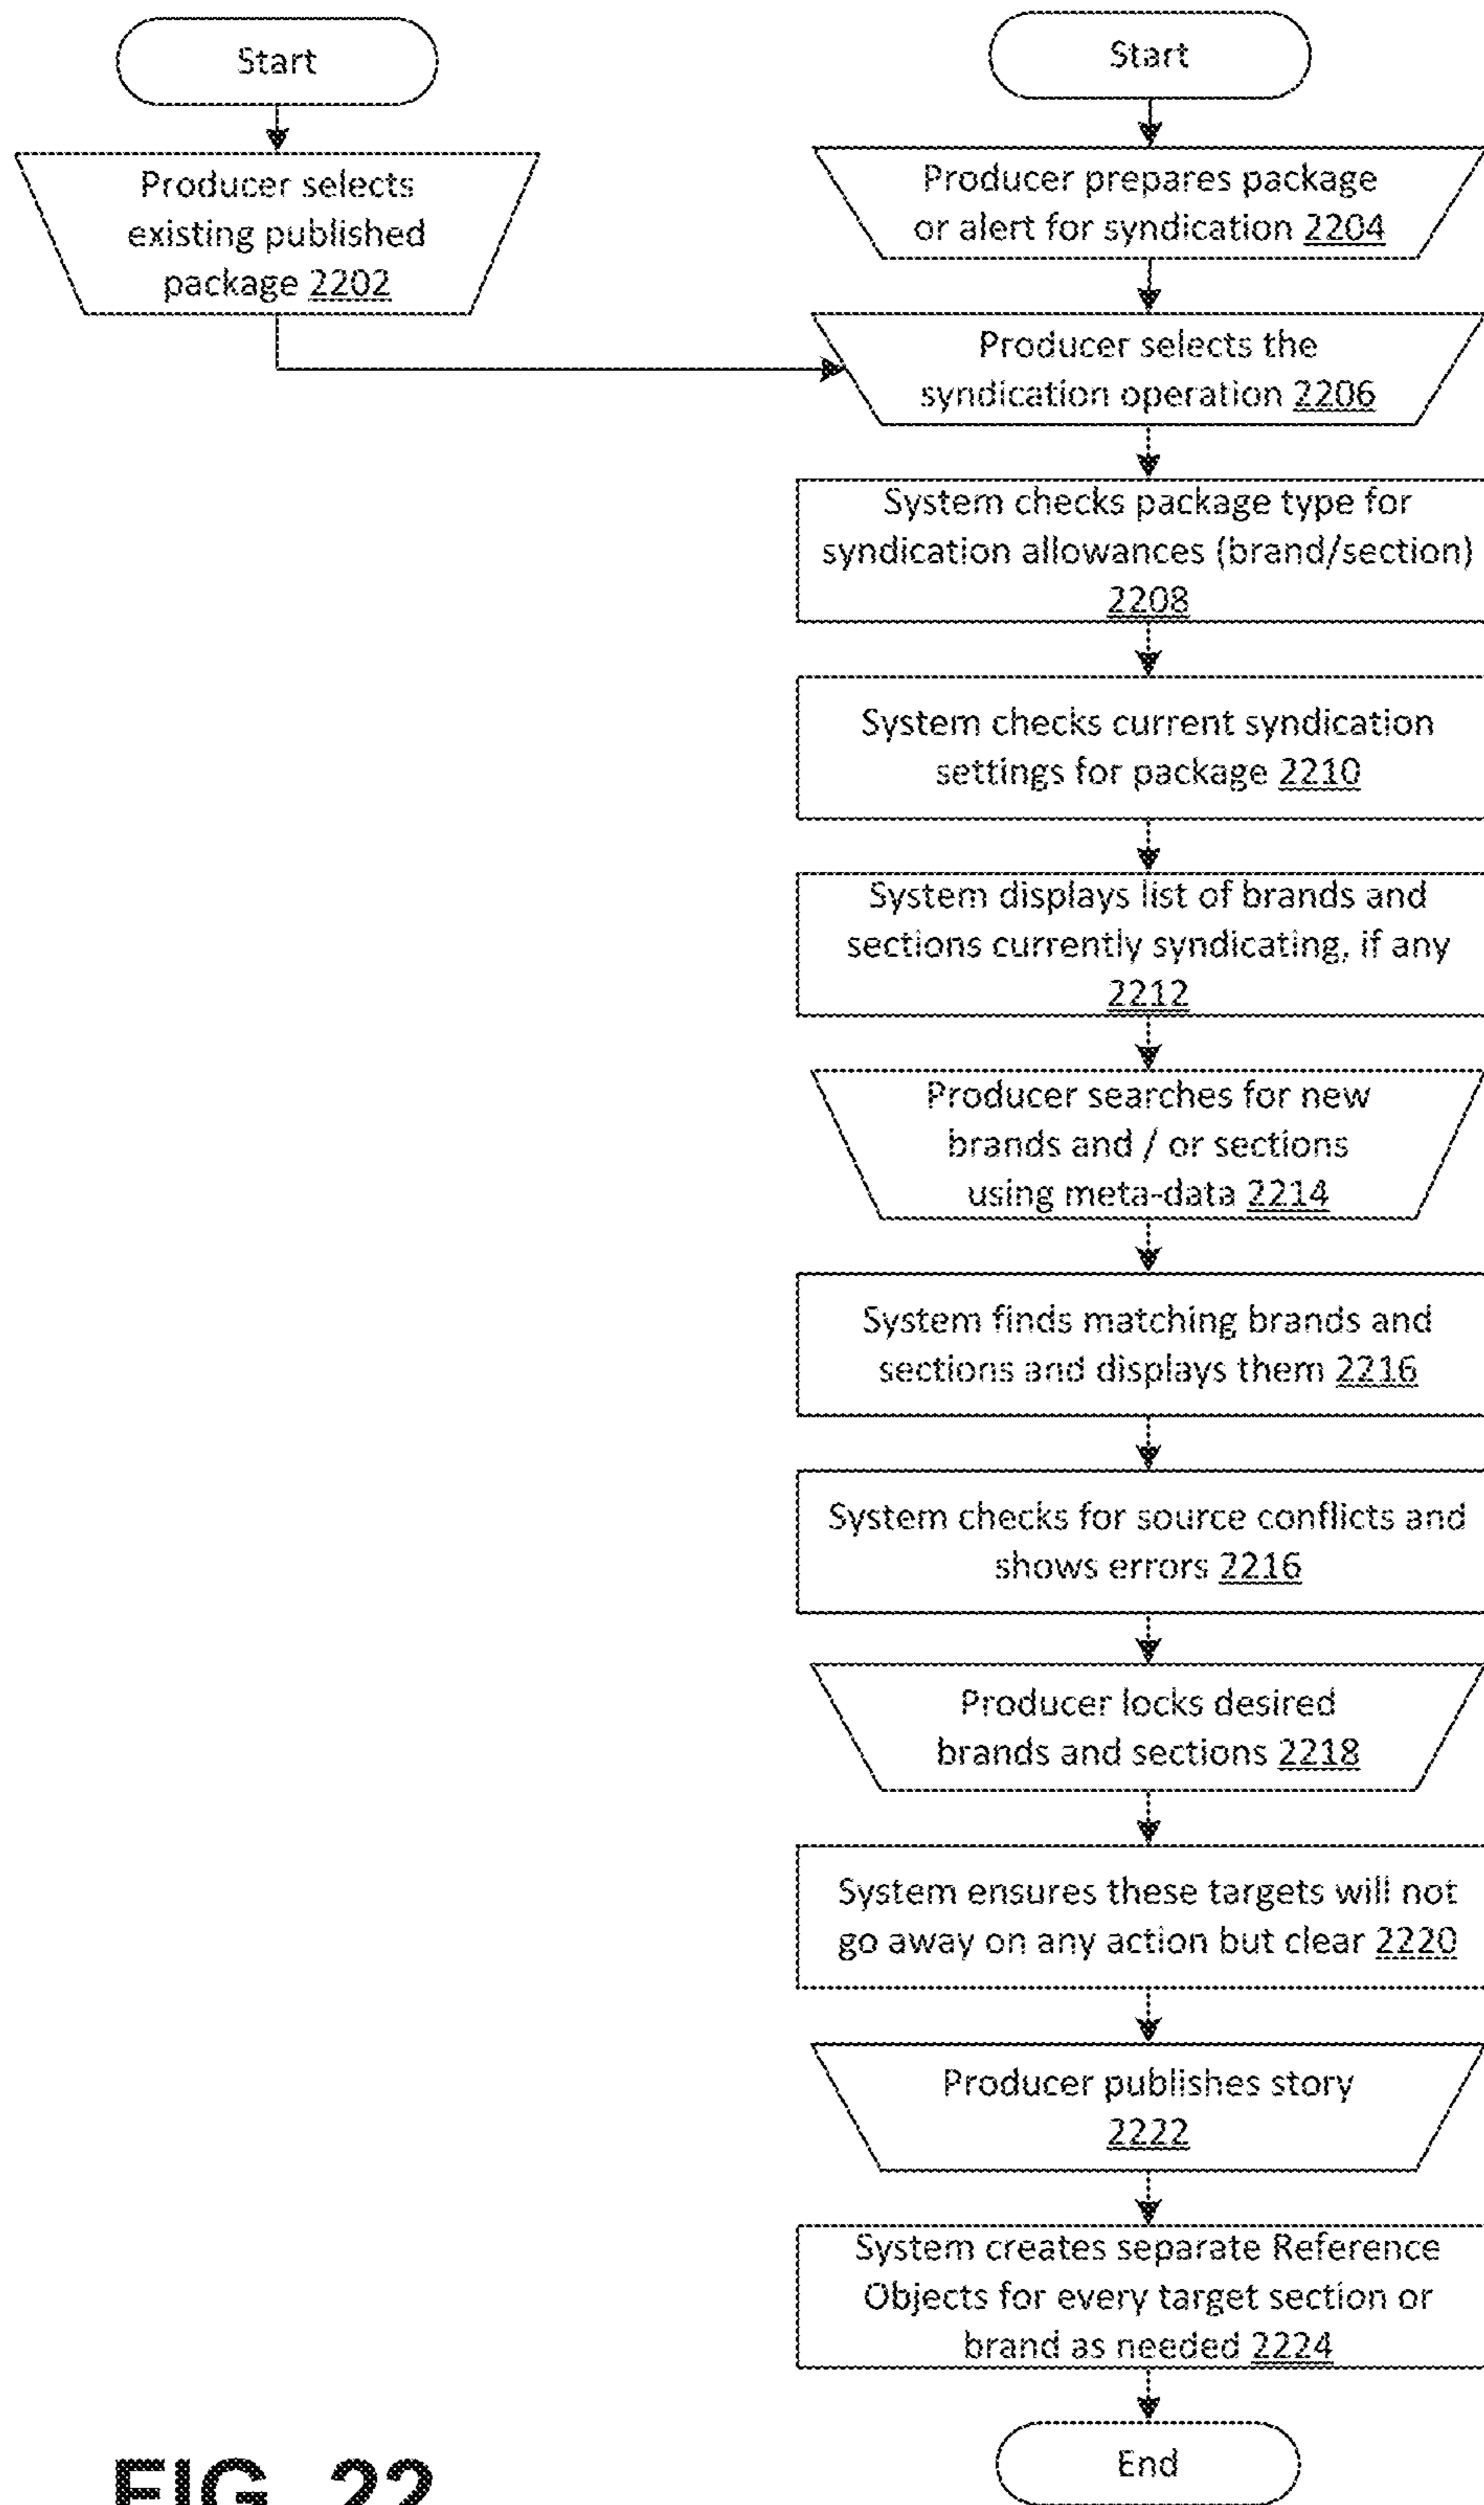 Start
Producer selects
existing published
package 2202
Start
Producer prepares package
or alert for syndication 2204
Producer selects the
syndication operation 2206
System checks package type for
syndication allowances (brand/section)
2208
System checks current syndication
settings for package 2210
System displays list of brands and
sections currently syndicating, if any
2212
Producer searches for new
brands and / or sections
using meta-data 2214
System finds matching brands and
sections and displays them 2216
System checks for source conflicts and
shows errors 2216
Producer locks desired
brands and sections 2218
System ensures these targets will not
go away on any action but clear 2220
Producer publishes story
2222
System creates separate Reference
Objects for every target section or
brand as needed 2224
End
FIG. 22